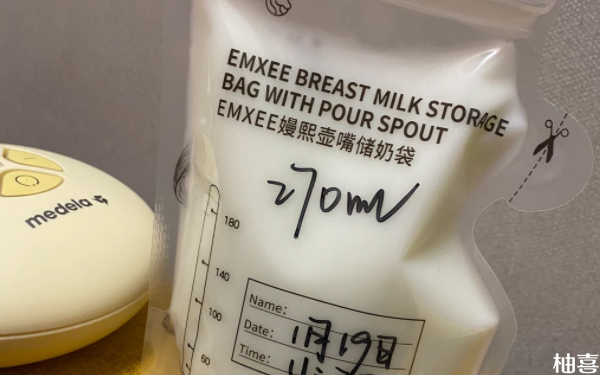 EMXEE BREAST MILK STORAGE
BAG WITH POUR SPOUT
EMXEE嫚熙壶嘴储奶袋
270ml
medela
180
140
100
60
Name:
Date: 1月19日
Time:
柚喜